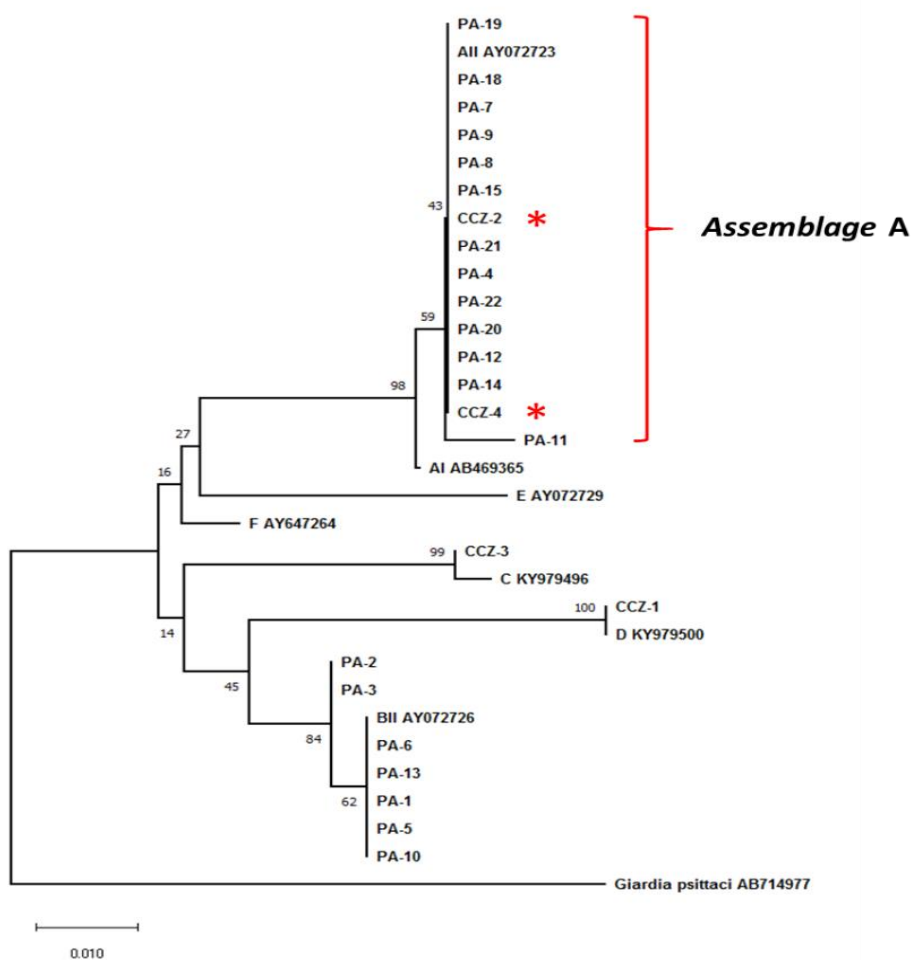 PA-19
AII AY072723
PA-18
PA-7
PA-9
PA-8
PA-15
43
CCZ-2 *
PA-21
Assemblage A
PA-4
PA-22
59
PA-20
PA-12
PA-14
98
CCZ-4 *
27
PA-11
AI AB469365
16
E AY072729
F AY647264
99
CCZ-3
C KY979496
100
CCZ-1
14
D KY979500
PA-2
45
PA-3
BII AY072726
84
PA-6
PA-13
62
PA-1
PA-5
PA-10
Giardia psittaci AB714977
0.010